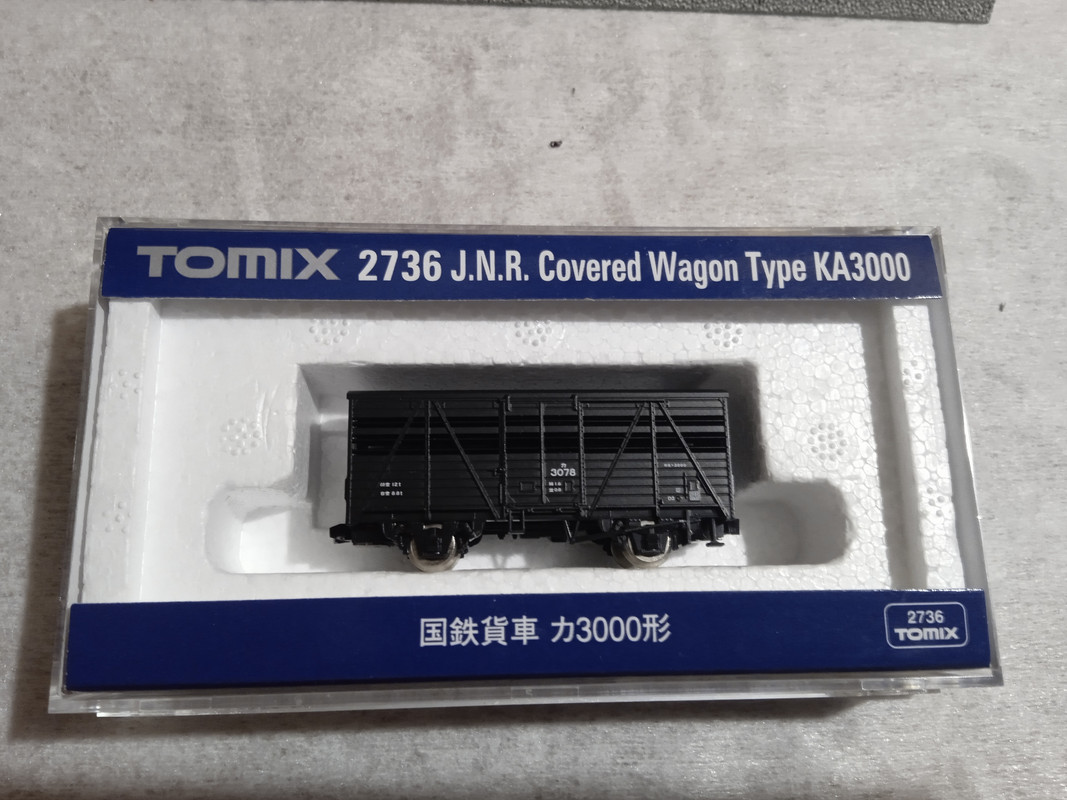 TOMIX 2736 J.N.R. Covered Wagon Type KA3000
カ
3078
国鉄貨車 カ3000形
2736
TOMIX